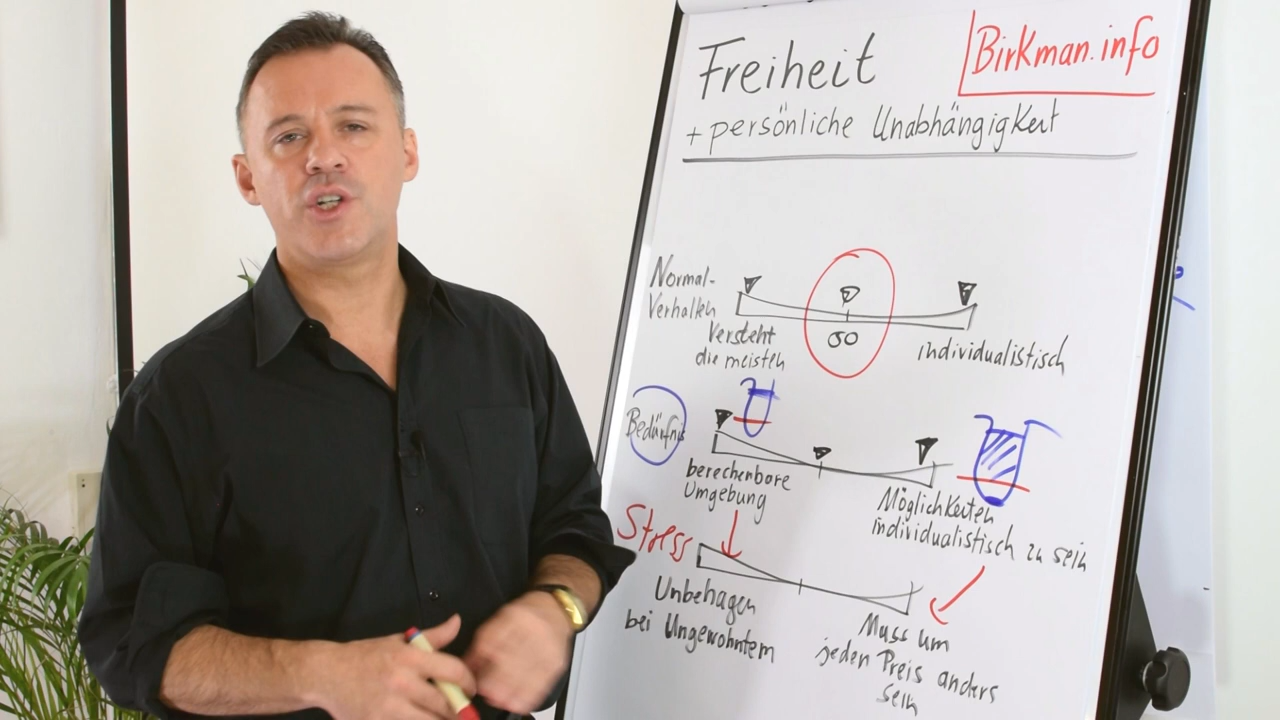 Freiheit
Birkman.info
+ persönliche Unabhängigkeit
Normal-
Verhalten
50
Versteht
die meisten
individualistisch
Bedürfnis
berechenbare
Umgebung
Möglichkeiten
individualistisch zu sein
Stress
Unbehagen
bei Ungewohntem
Muss um
jeden Preis anders
sein